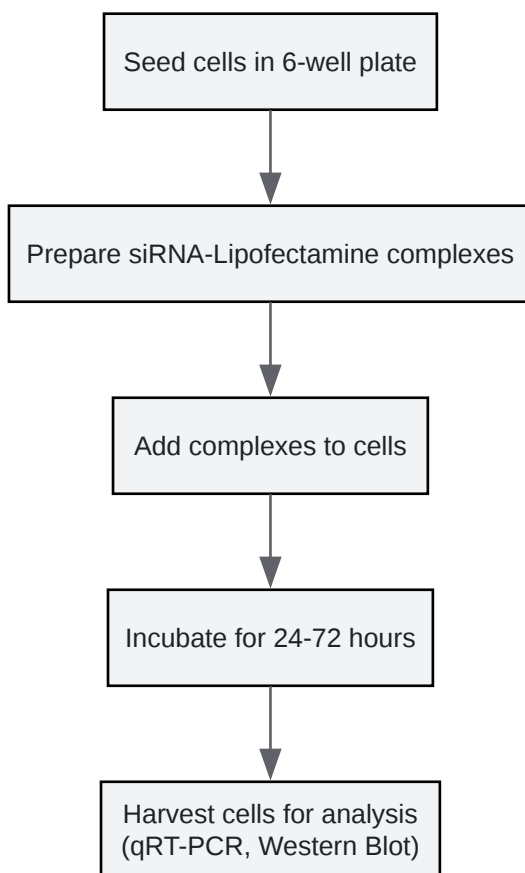 Seed cells in 6-well plate
Prepare siRNA-Lipofectamine complexes
Add complexes to cells
Incubate for 24-72 hours
Harvest cells for analysis
(qRT-PCR, Western Blot)